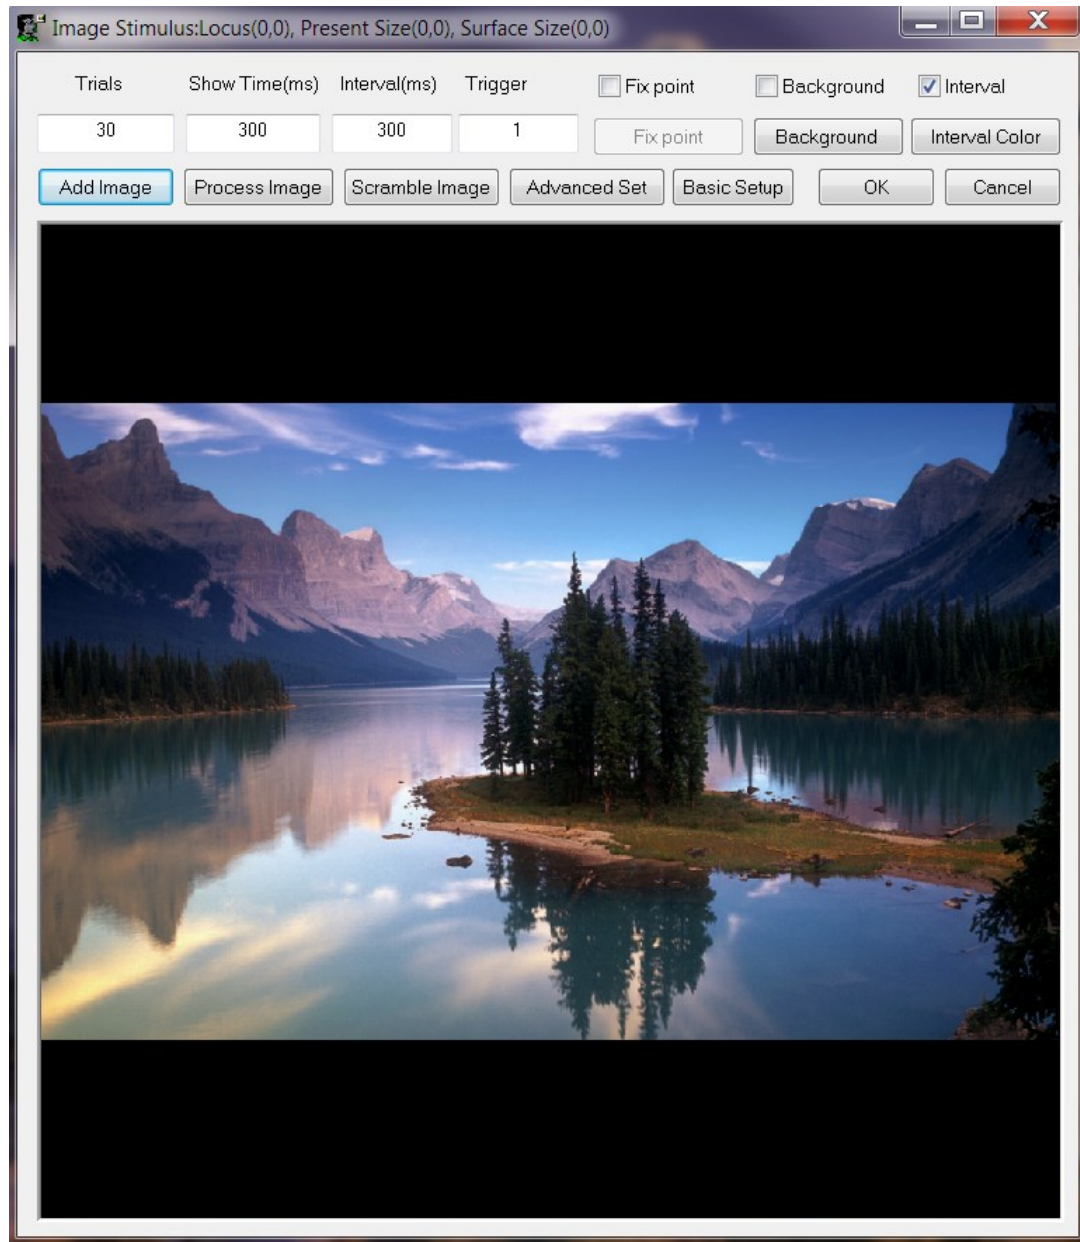 Image Stimulus:Locus(0,0), Present Size(0,0), Surface Size(0,0)
Trials Show Time(ms) Interval(ms) Trigger Fix point Background Interval
30 300 300 1 Fix point Background Interval Color
Add Image Process Image Scramble Image Advanced Set Basic Setup OK Cancel